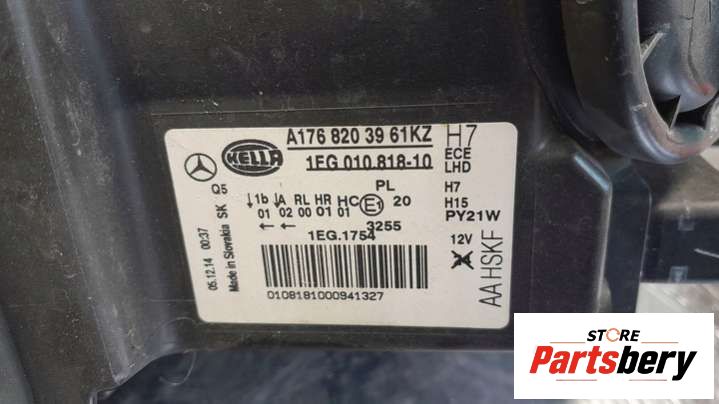 HELLA
A176 820 39 61KZ
1EG 010.818-10
H7
ECE
LHD
Q5
PL
H7
H15
PY21W
↓1b ↓A RL HR HC E1 20
01 02 00 01 01
← ←
3255
1EG.1754
12V
SK
Made in Slovakia
05.12.14 00:37
0108181000941327
AA HSKF
STORE
Partsbery